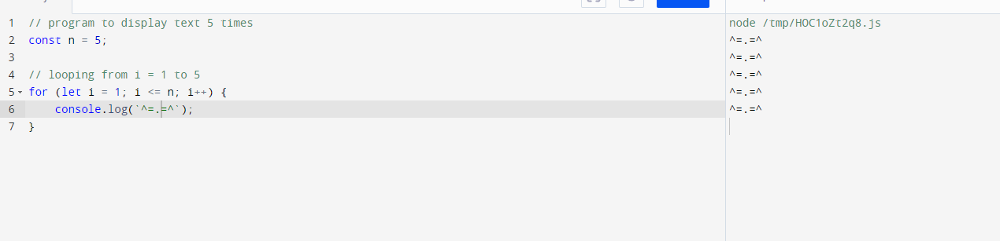 1 // program to display text 5 times
2 const n = 5;
3
4 // looping from i = 1 to 5
5 for (let i = 1; i <= n; i++) {
6     console.log(`^=.=^`);
7 }
node /tmp/HOC1oZt2q8.js
^=.=^
^=.=^
^=.=^
^=.=^
^=.=^